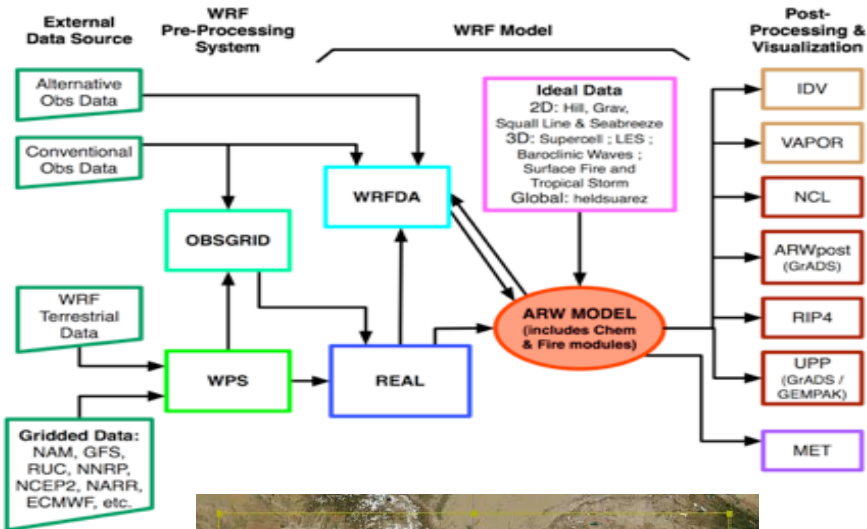 External
Data Source
WRF
Pre-Processing
System
WRF Model
Post-
Processing &
Visualization
Alternative
Obs Data
Conventional
Obs Data
WRF
Terrestrial
Data
Gridded Data:
NAM, GFS,
RUC, NNRP,
NCEP2, NARR,
ECMWF, etc.
OBSGRID
WPS
WRFDA
REAL
Ideal Data
2D: Hill, Grav,
Squall Line & Seabreeze
3D: Supercell ; LES ;
Baroclinic Waves ;
Surface Fire and
Tropical Storm
Global: heldsuarez
ARW MODEL
(includes Chem
& Fire modules)
IDV
VAPOR
NCL
ARWpost
(GrADS)
RIP4
UPP
(GrADS /
GEMPAK)
MET